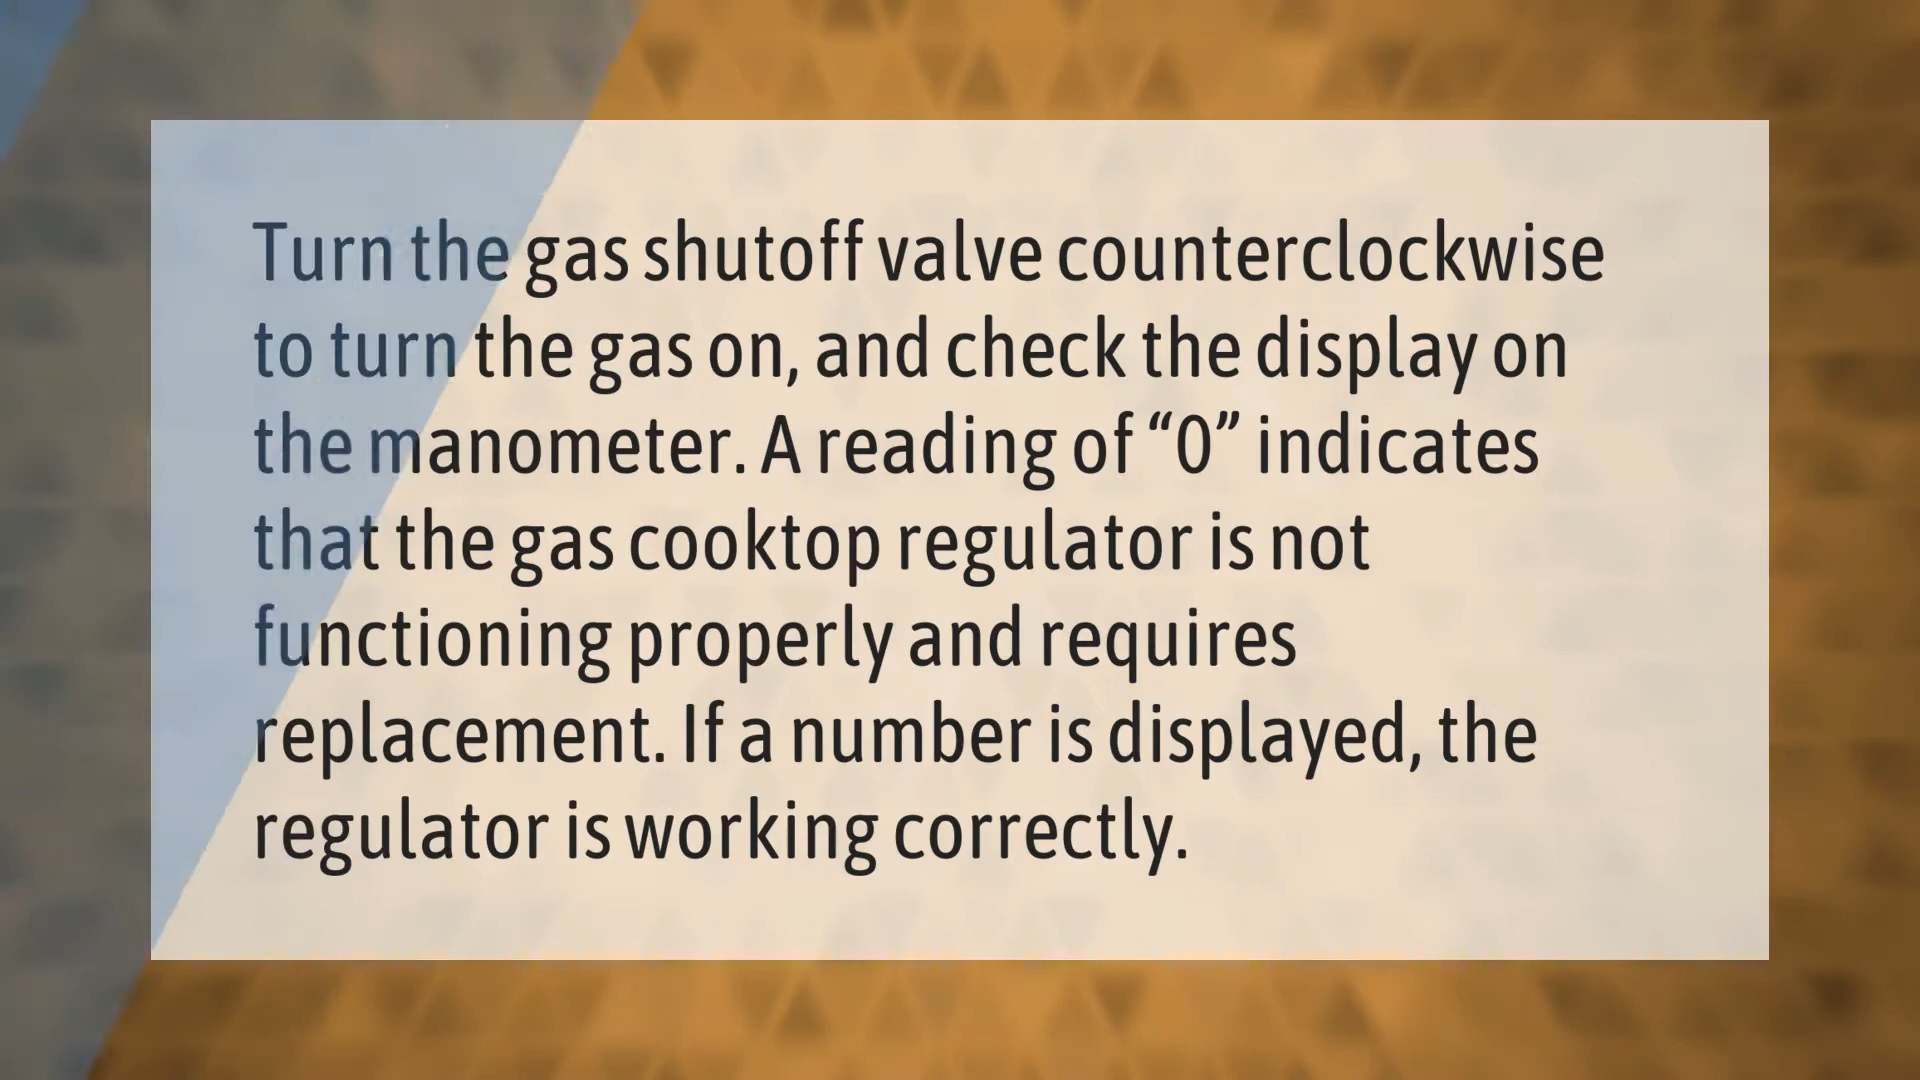 Turn the gas shutoff valve counterclockwise
to turn the gas on, and check the display on
the manometer. A reading of “0” indicates
that the gas cooktop regulator is not
functioning properly and requires
replacement. If a number is displayed, the
regulator is working correctly.